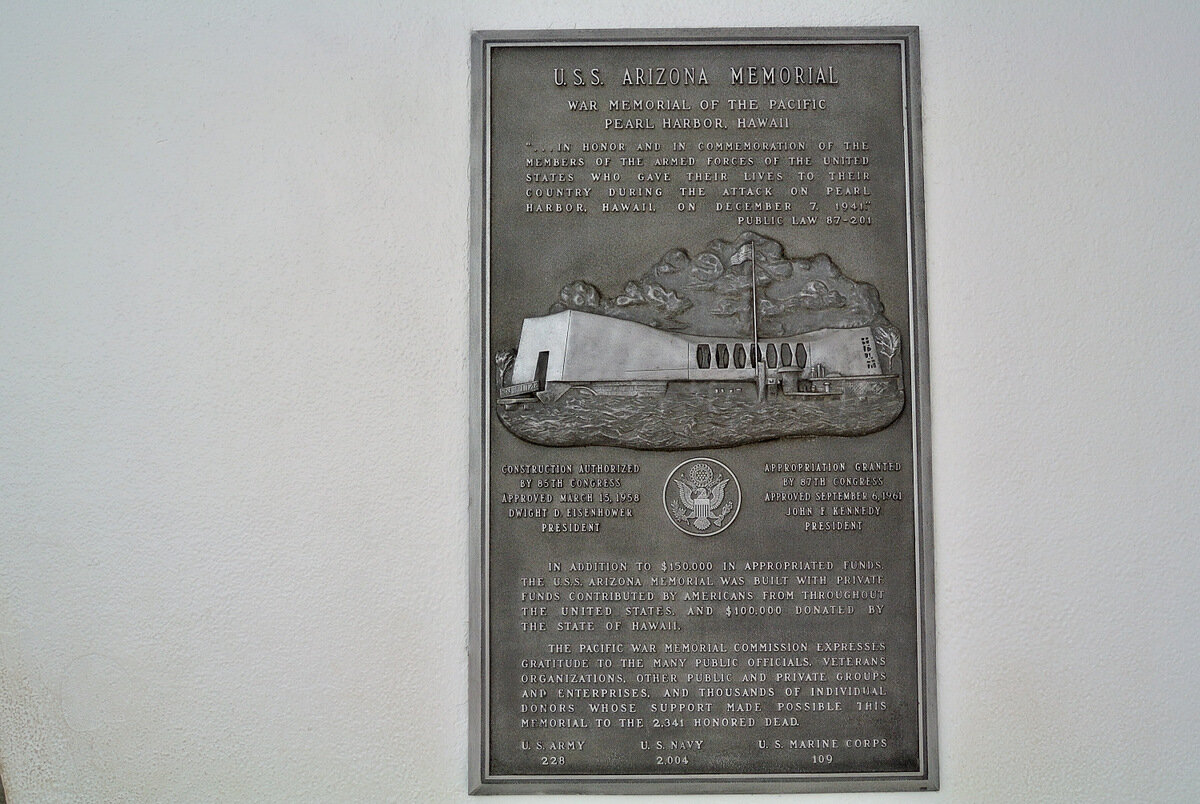 U.S.S. ARIZONA MEMORIAL
WAR MEMORIAL OF THE PACIFIC
PEARL HARBOR, HAWAII
"...IN HONOR AND IN COMMEMORATION OF THE
MEMBERS OF THE ARMED FORCES OF THE UNITED
STATES WHO GAVE THEIR LIVES TO THEIR
COUNTRY DURING THE ATTACK ON PEARL
HARBOR, HAWAII, ON DECEMBER 7, 1941."
PUBLIC LAW 87-201
CONSTRUCTION AUTHORIZED
BY 85TH CONGRESS
APPROVED MARCH 15, 1958
DWIGHT D. EISENHOWER
PRESIDENT
APPROPRIATION GRANTED
BY 87TH CONGRESS
APPROVED SEPTEMBER 6, 1961
JOHN F. KENNEDY
PRESIDENT
IN ADDITION TO $150,000 IN APPROPRIATED FUNDS,
THE U.S.S. ARIZONA MEMORIAL WAS BUILT WITH PRIVATE
FUNDS CONTRIBUTED BY AMERICANS FROM THROUGHOUT
THE UNITED STATES, AND $100,000 DONATED BY
THE STATE OF HAWAII.
THE PACIFIC WAR MEMORIAL COMMISSION EXPRESSES
GRATITUDE TO THE MANY PUBLIC OFFICIALS, VETERANS
ORGANIZATIONS, OTHER PUBLIC AND PRIVATE GROUPS
AND ENTERPRISES, AND THOUSANDS OF INDIVIDUAL
DONORS WHOSE SUPPORT MADE POSSIBLE THIS
MEMORIAL TO THE 2,341 HONORED DEAD.
U.S. ARMY U.S. NAVY U.S. MARINE CORPS
228 2,004 109